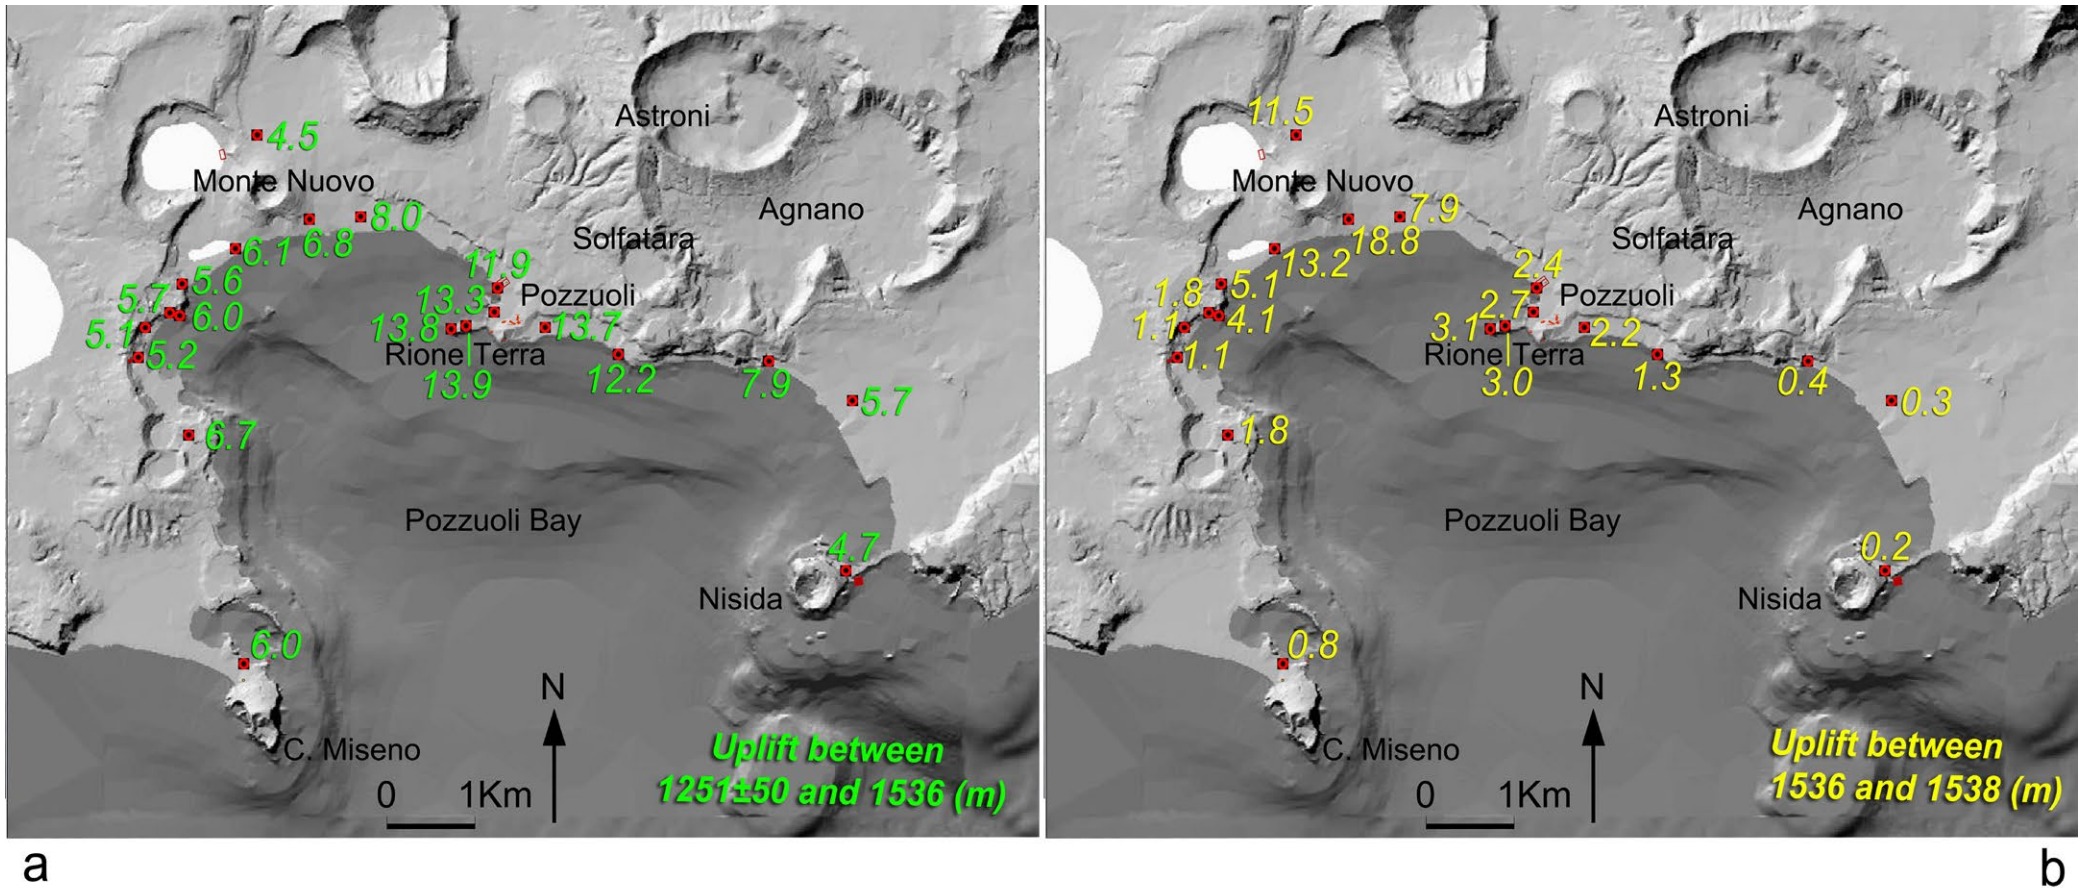 Astroni
4.5
Monte Nuovo
Agnano
8.0
6.8
Solfatara
6.1
11.9
5.6
13.3
Pozzuoli
5.7
6.0
13.8
13.7
5.1
5.2
Rione Terra
13.9
12.2
7.9
5.7
6.7
Pozzuoli Bay
4.7
Nisida
6.0
N
C. Miseno
Uplift between
1251±50 and 1536 (m)
0 1Km
a
11.5
Astroni
Monte Nuovo
Agnano
7.9
18.8
Solfatara
13.2
2.4
5.1
1.8
2.7
Pozzuoli
4.1
3.1
2.2
1.1
1.1
Rione Terra
3.0
1.3
0.4
0.3
1.8
Pozzuoli Bay
0.2
Nisida
0.8
N
C. Miseno
Uplift between
1536 and 1538 (m)
0 1Km
b